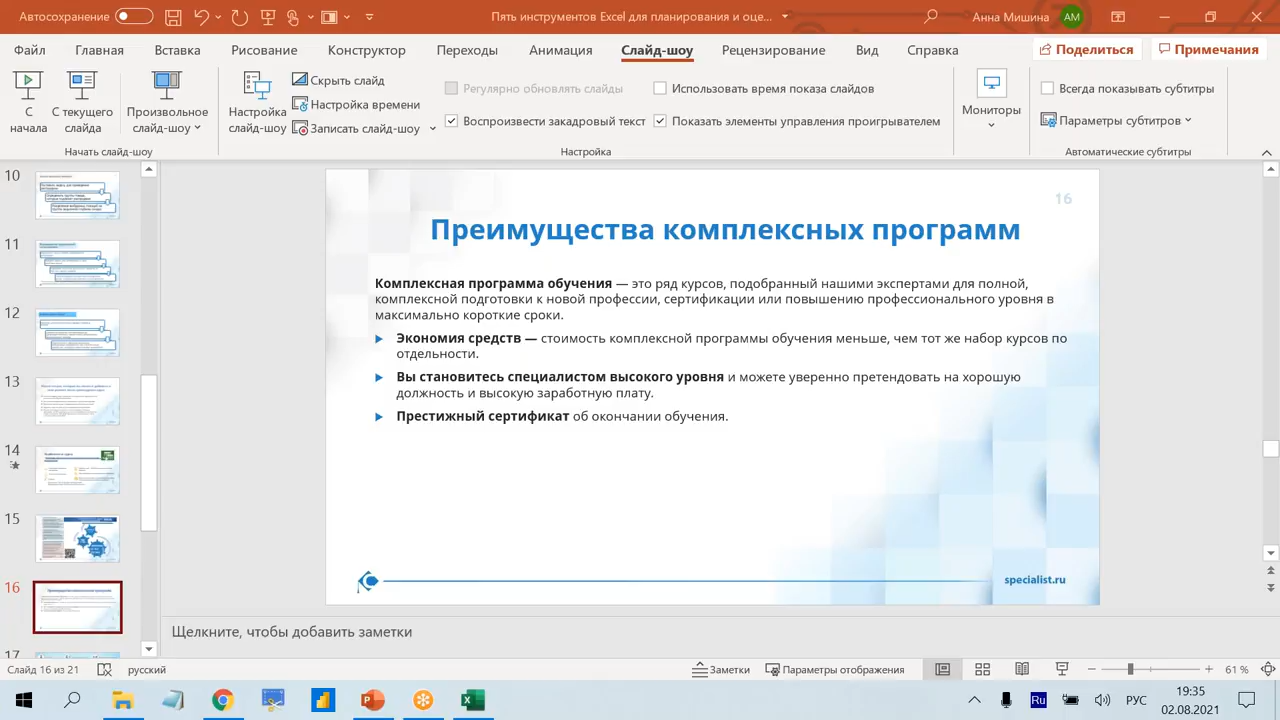 Автосохранение
Пять инструментов Excel для планирования и оце...
Анна Мишина
АМ
Файл Главная Вставка Рисование Конструктор Переходы Анимация Слайд-шоу Рецензирование Вид Справка
Поделиться
Примечания
С начала
С текущего слайда
Произвольное слайд-шоу
Начать слайд-шоу
Настройка слайд-шоу
Скрыть слайд
Настройка времени
Записать слайд-шоу
Регулярно обновлять слайды
Воспроизвести закадровый текст
Использовать время показа слайдов
Показать элементы управления проигрывателем
Настройка
Мониторы
Всегда показывать субтитры
Параметры субтитров
Автоматические субтитры
10
11
12
13
14
15
16
17
16
Преимущества комплексных программ
Комплексная программа обучения — это ряд курсов, подобранный нашими экспертами для полной,
комплексной подготовки к новой профессии, сертификации или повышению профессионального уровня в
максимально короткие сроки.
Экономия средств — стоимость комплексной программы обучения меньше, чем тот же набор курсов по
отдельности.
Вы становитесь специалистом высокого уровня и можете уверенно претендовать на хорошую
должность и высокую заработную плату.
Престижный сертификат об окончании обучения.
specialist.ru
Щелкните, чтобы добавить заметки
Слайд 16 из 21
русский
Заметки
Параметры отображения
61 %
Ru
РУС
19:35
02.08.2021